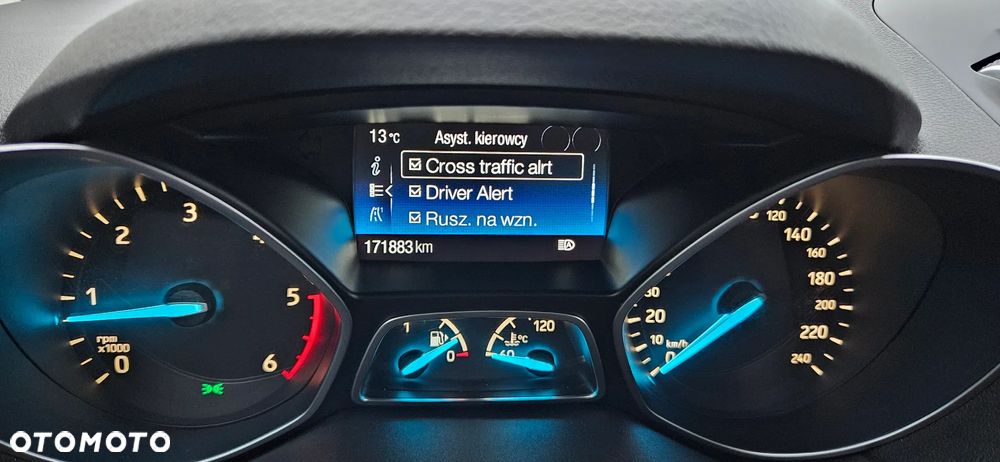 13 °C Asyst. kierowcy
Cross traffic alrt
Driver Alert
Rusz. na wzn.
171883 km
0 1 2 3 4 5 6
rpm
x1000
1 0
60 120
°C
0 10 20 30
120 140 160 180 200 220 240
km/h
OTOMOTO